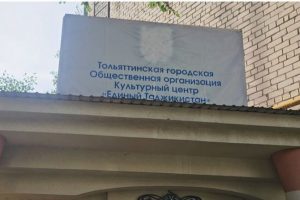 Тольяттинская городская
Общественная организация
Культурный центр
«Единый Таджикистан»